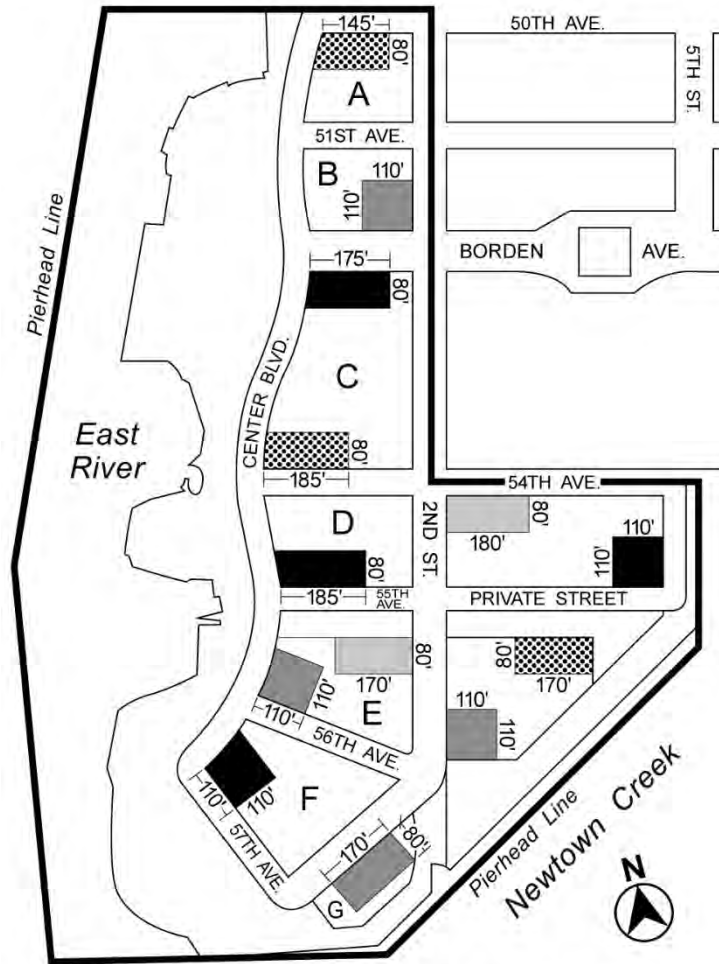 145'
50TH AVE.
80'
5TH ST.
A
51ST AVE.
B
110'
110'
Pierhead Line
BORDEN AVE.
175'
80'
CENTER BLVD.
C
East
River
80'
185'
54TH AVE.
D
2ND ST.
80'
180'
110'
110'
80'
185'
55TH
AVE.
PRIVATE STREET
80'
80'
170'
170'
110'
110'
E
110'
110'
56TH AVE.
110'
110'
F
57TH AVE.
170'
80'
G
Pierhead Line
Newtown Creek
N